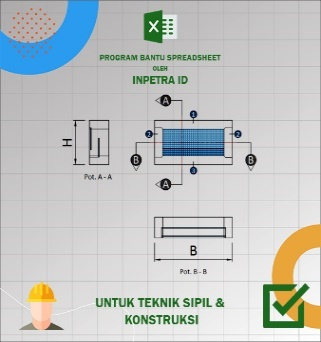 PROGRAM BANTU SPREADSHEET
OLEH
INPETRA ID
A
1
2
2
H
B
B
3
Pot. A - A
A
B
Pot. B - B
UNTUK TEKNIK SIPIL &
KONSTRUKSI